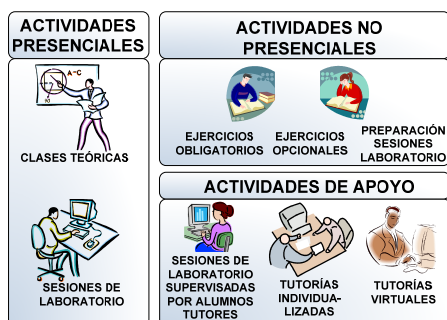 ACTIVIDADES
PRESENCIALES
A-C
CLASES TEÓRICAS
SESIONES DE
LABORATORIO
ACTIVIDADES NO
PRESENCIALES
EJERCICIOS
OBLIGATORIOS
EJERCICIOS
OPCIONALES
PREPARACIÓN
SESIONES
LABORATORIO
ACTIVIDADES DE APOYO
SESIONES DE
LABORATORIO
SUPERVISADAS
POR ALUMNOS
TUTORES
TUTORÍAS
INDIVIDUA-
LIZADAS
TUTORÍAS
VIRTUALES